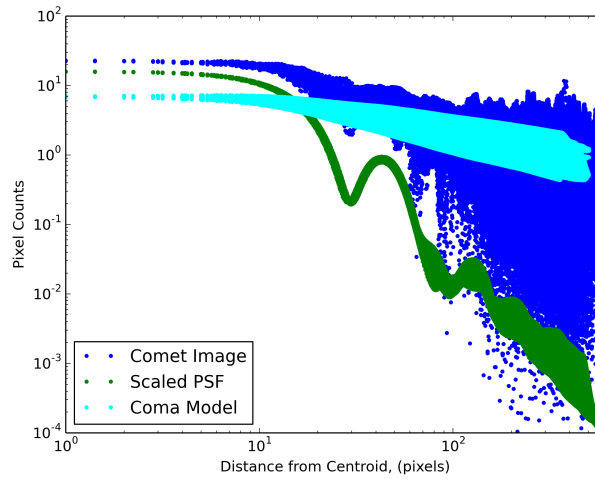 10^2
10^1
10^0
10^-1
10^-2
10^-3
10^-4
Pixel Counts
Comet Image
Scaled PSF
Coma Model
10^0
10^1
10^2
Distance from Centroid, (pixels)